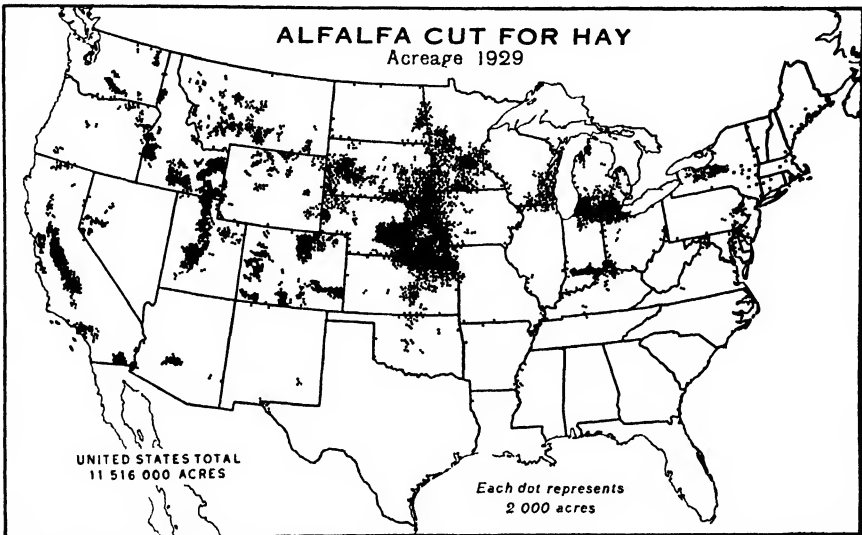 ALFALFA CUT FOR HAY
Acreage 1929
UNITED STATES TOTAL
11 516 000 ACRES
Each dot represents
2 000 acres